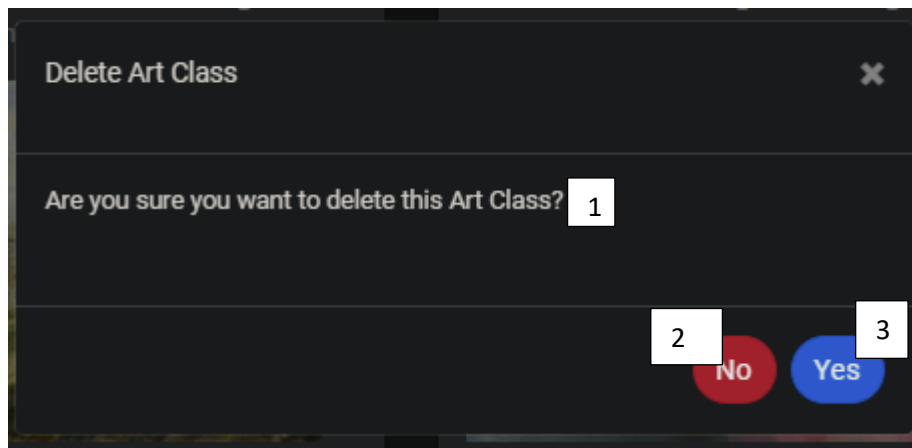 Delete Art Class ✖
Are you sure you want to delete this Art Class? 1
2 3
No Yes